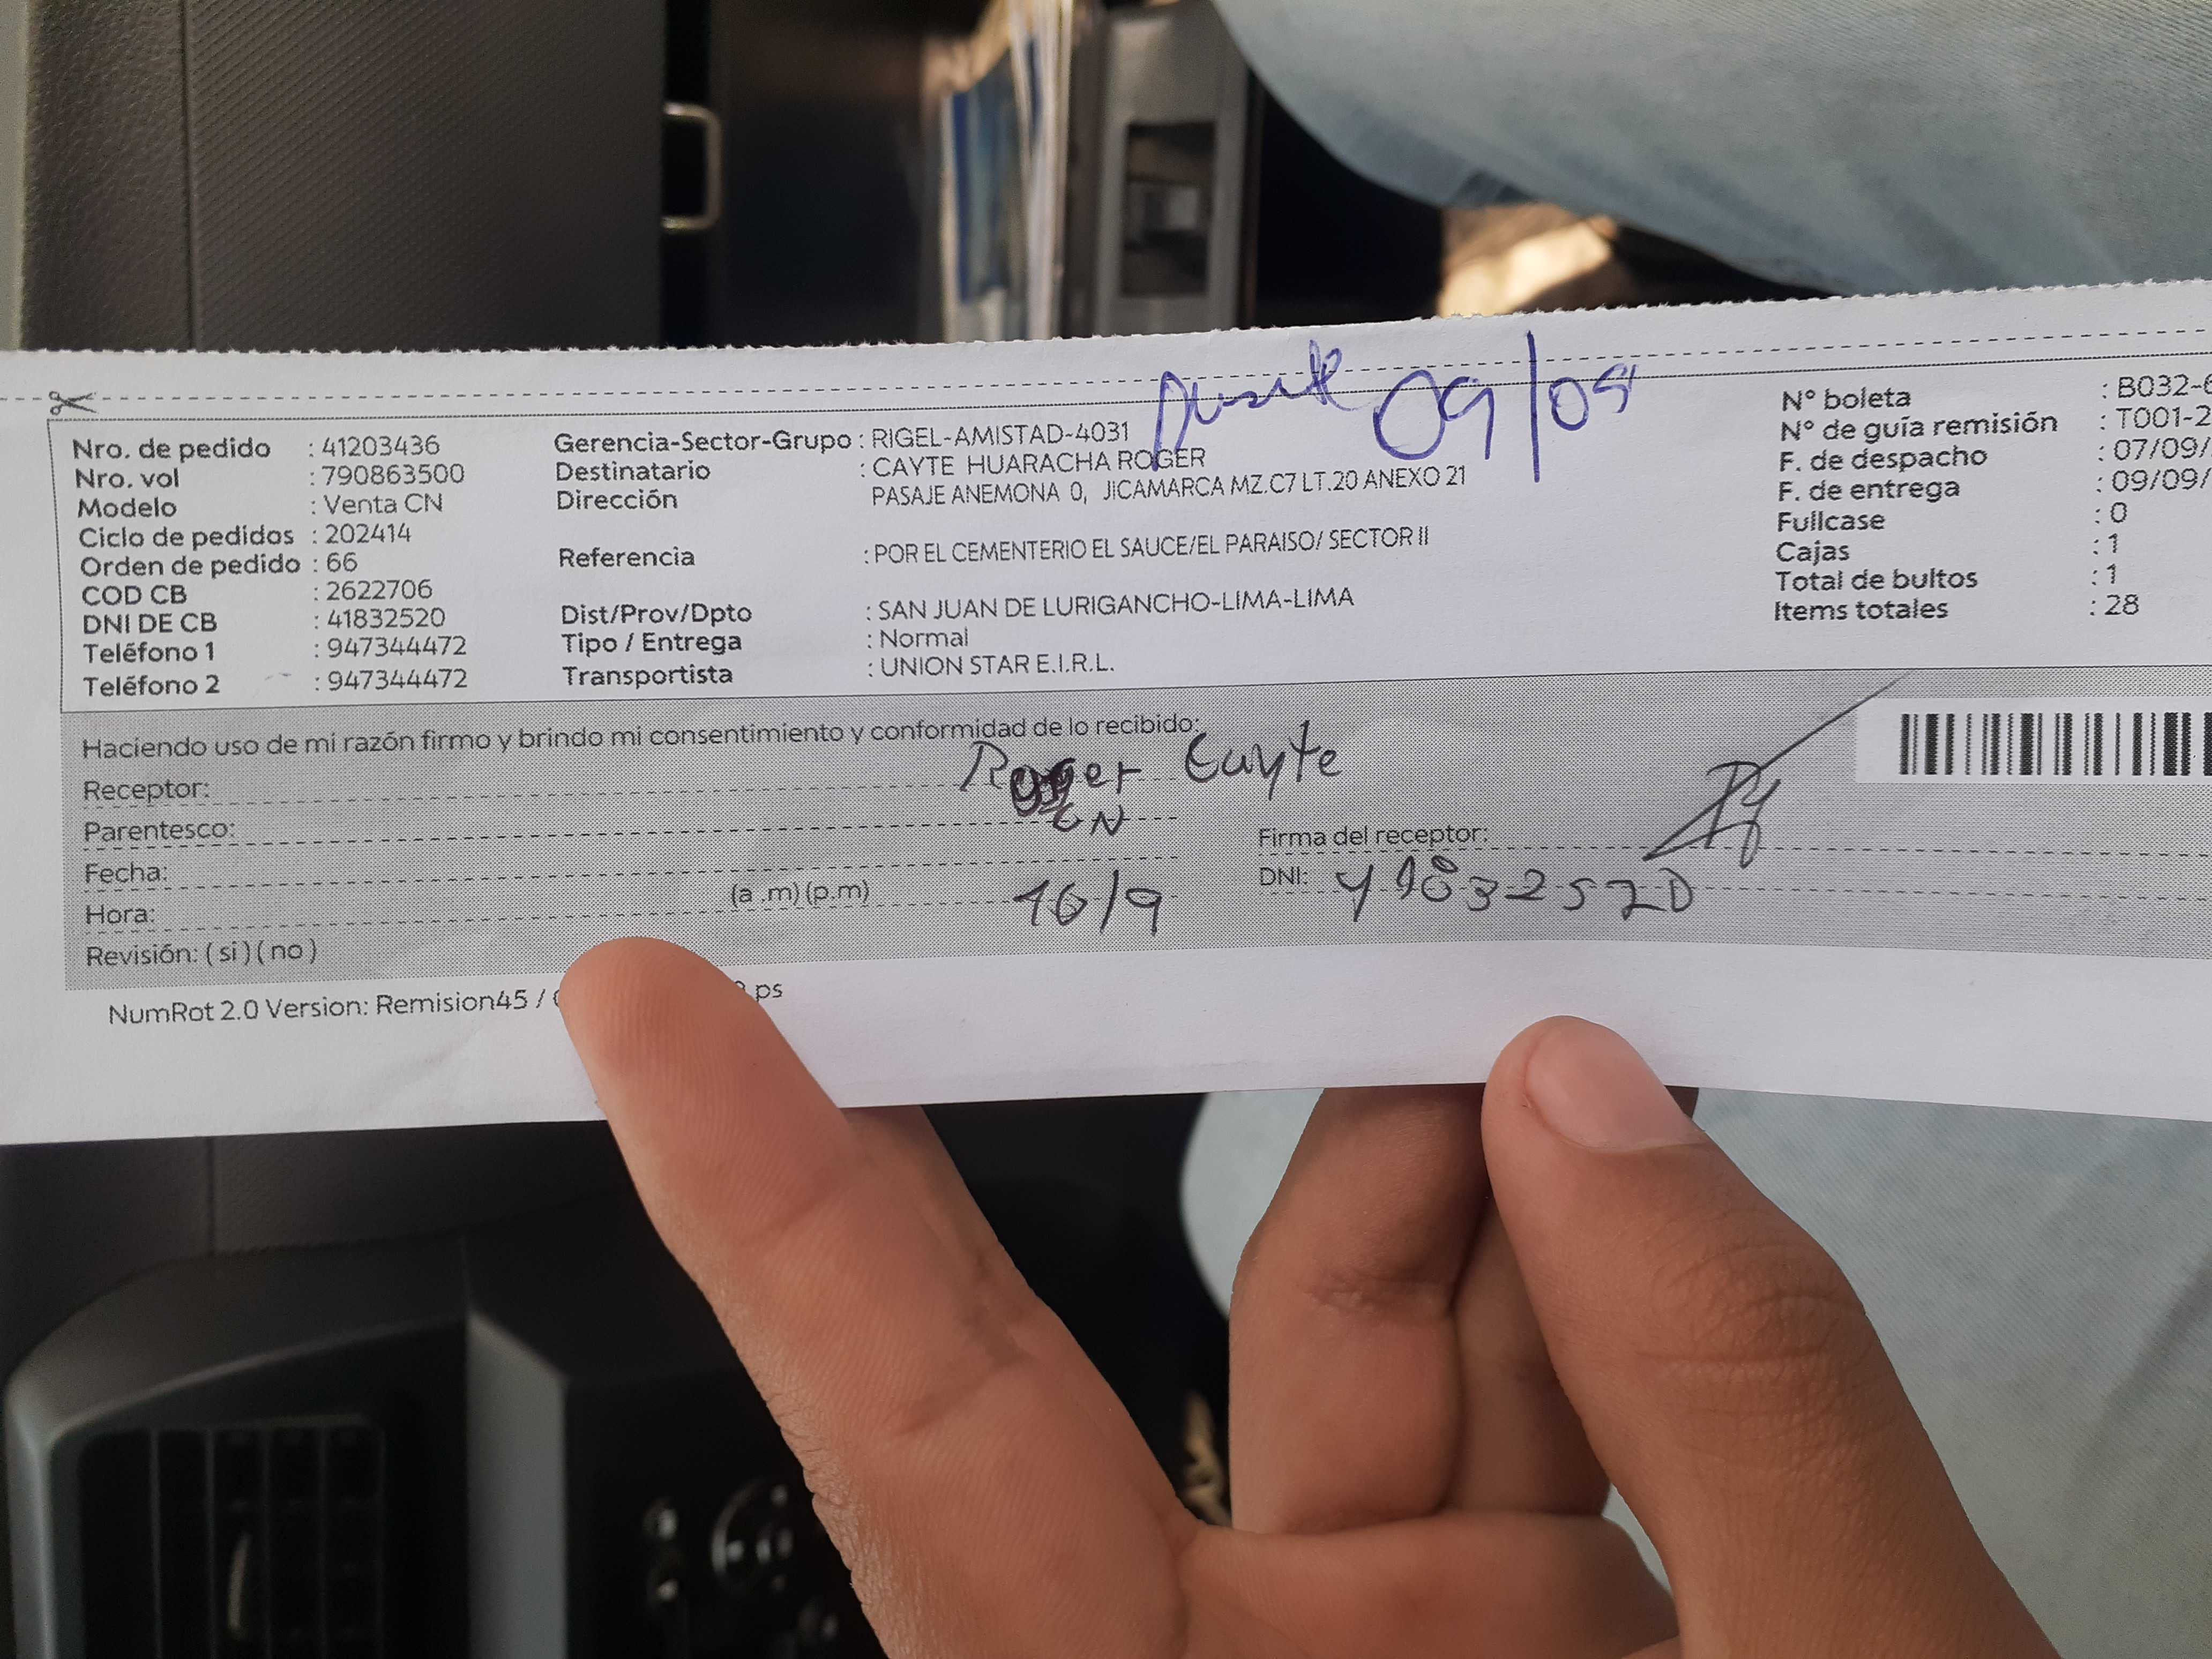 09/09
Nro. de pedido : 41203436
Nro. vol : 790863500
Modelo : Venta CN
Ciclo de pedidos : 202414
Orden de pedido : 66
COD CB : 2622706
DNI DE CB : 41832520
Teléfono 1 : 947344472
Teléfono 2 : 947344472
Gerencia-Sector-Grupo : RIGEL-AMISTAD-4031
Destinatario : CAYTE HUARACHA ROGER
Dirección PASAJE ANEMONA 0, JICAMARCA MZ.C7 LT.20 ANEXO 21
Referencia : POR EL CEMENTERIO EL SAUCE/EL PARAISO/ SECTOR II
Dist/Prov/Dpto : SAN JUAN DE LURIGANCHO-LIMA-LIMA
Tipo / Entrega : Normal
Transportista : UNION STAR E.I.R.L.
N° boleta : B032-6
N° de guía remisión : T001-2
F. de despacho : 07/09/
F. de entrega : 09/09/
Fullcase : 0
Cajas : 1
Total de bultos : 1
Items totales : 28
Haciendo uso de mi razón firmo y brindo mi consentimiento y conformidad de lo recibido:
Receptor: Roger Cayte
Parentesco: CN
Fecha:
Hora: (a .m) (p.m) 16/9
Revisión: ( si ) ( no )
Firma del receptor:
DNI: 41832520
NumRot 2.0 Version: Remision45 / ps